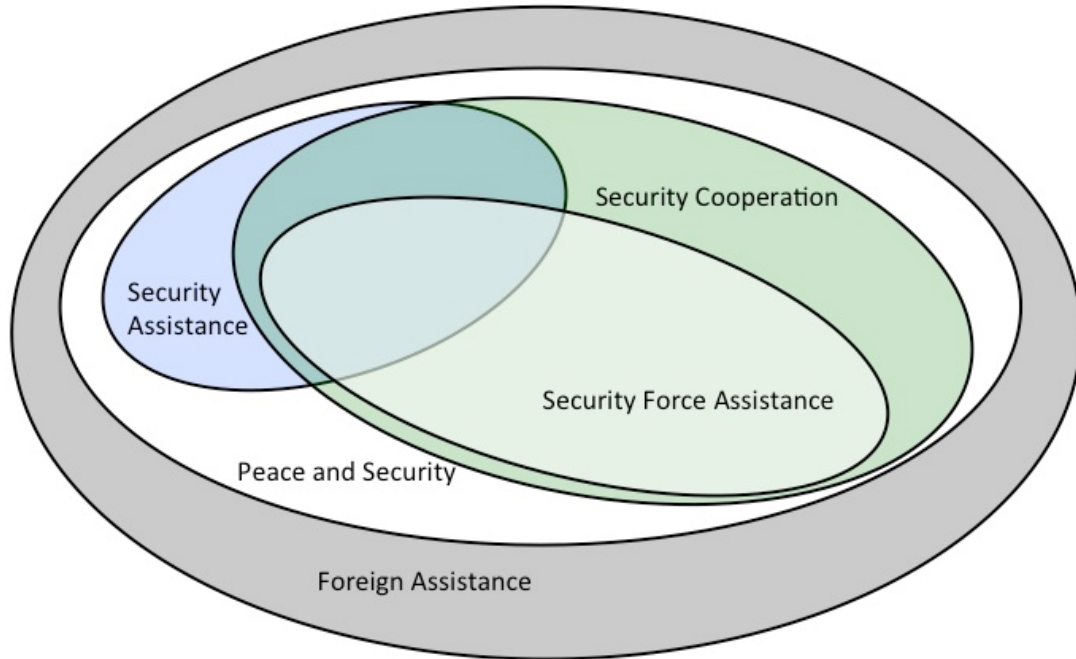 Security Cooperation
Security
Assistance
Security Force Assistance
Peace and Security
Foreign Assistance